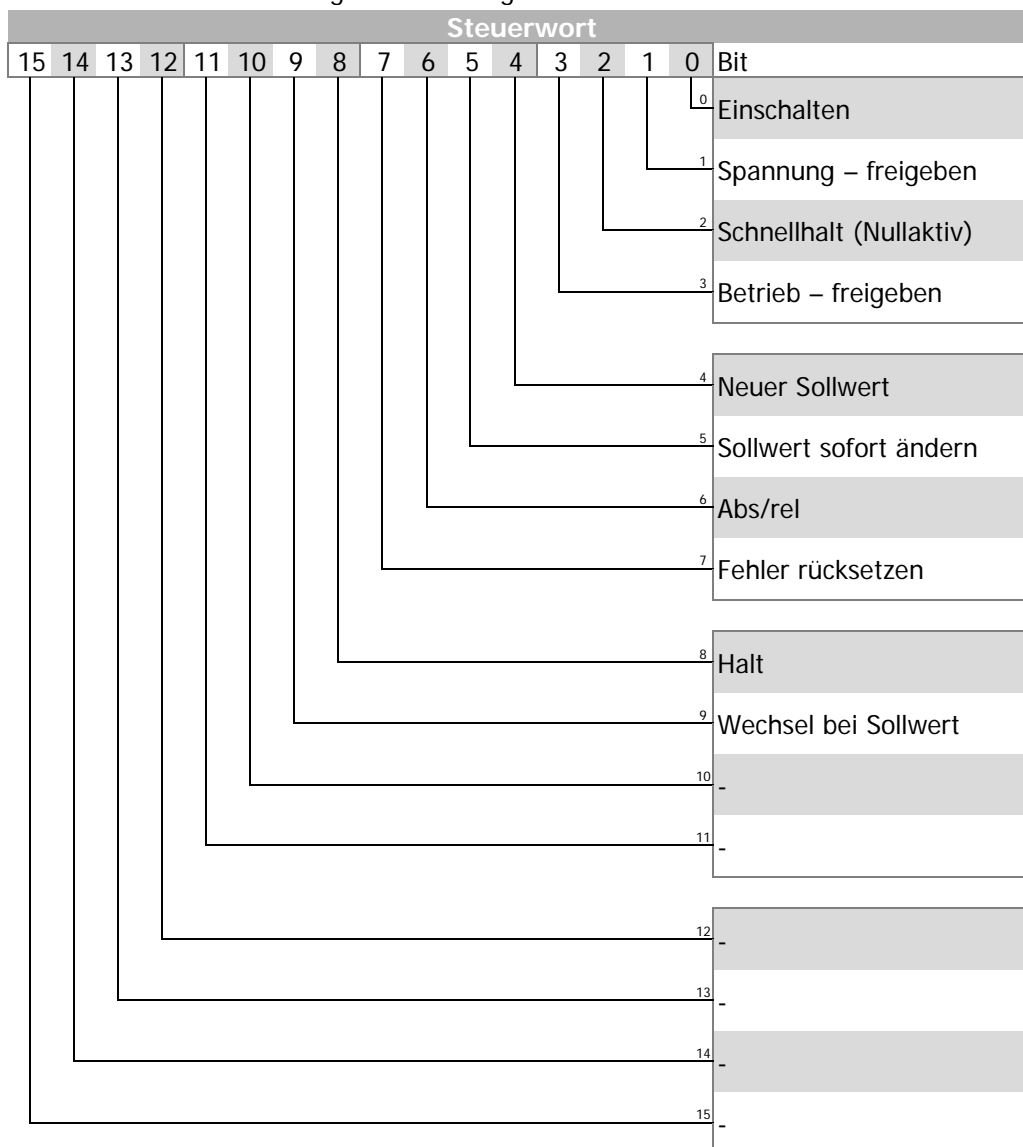 Steuerwort
15 14 13 12 11 10 9 8 7 6 5 4 3 2 1 0 Bit
0 Einschalten
1 Spannung – freigeben
2 Schnellhalt (Nullaktiv)
3 Betrieb – freigeben
4 Neuer Sollwert
5 Sollwert sofort ändern
6 Abs/rel
7 Fehler rücksetzen
8 Halt
9 Wechsel bei Sollwert
10 -
11 -
12 -
13 -
14 -
15 -